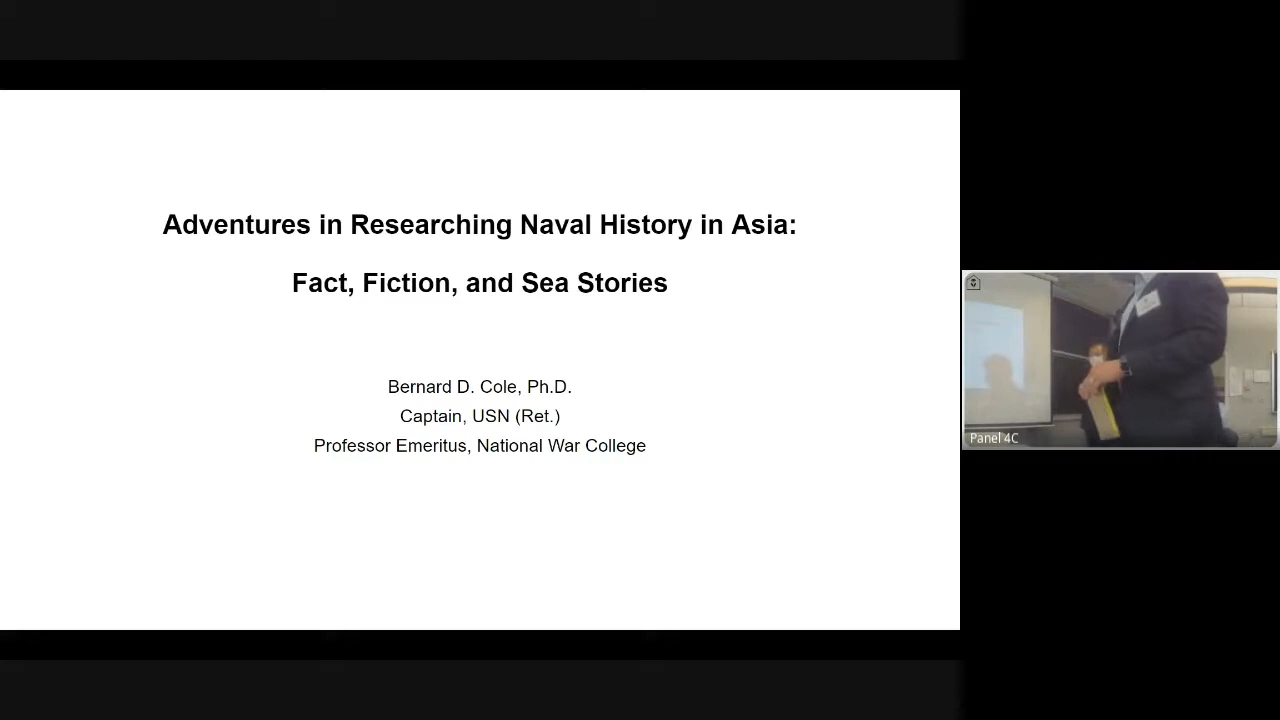 Adventures in Researching Naval History in Asia:
Fact, Fiction, and Sea Stories
Bernard D. Cole, Ph.D.
Captain, USN (Ret.)
Professor Emeritus, National War College
Panel 4C